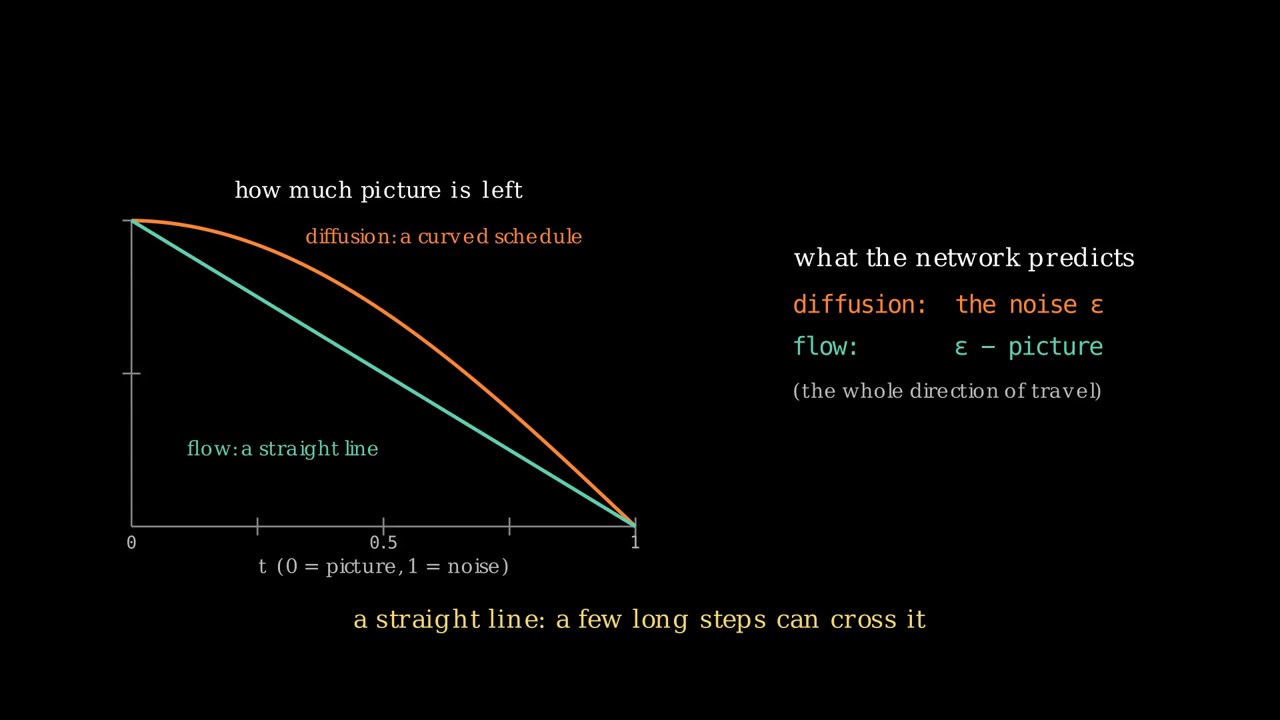 how much picture is left
diffusion: a curved schedule
flow: a straight line
0
0.5
1
t (0 = picture, 1 = noise)
what the network predicts
diffusion: the noise ε
flow: ε − picture
(the whole direction of travel)
a straight line: a few long steps can cross it